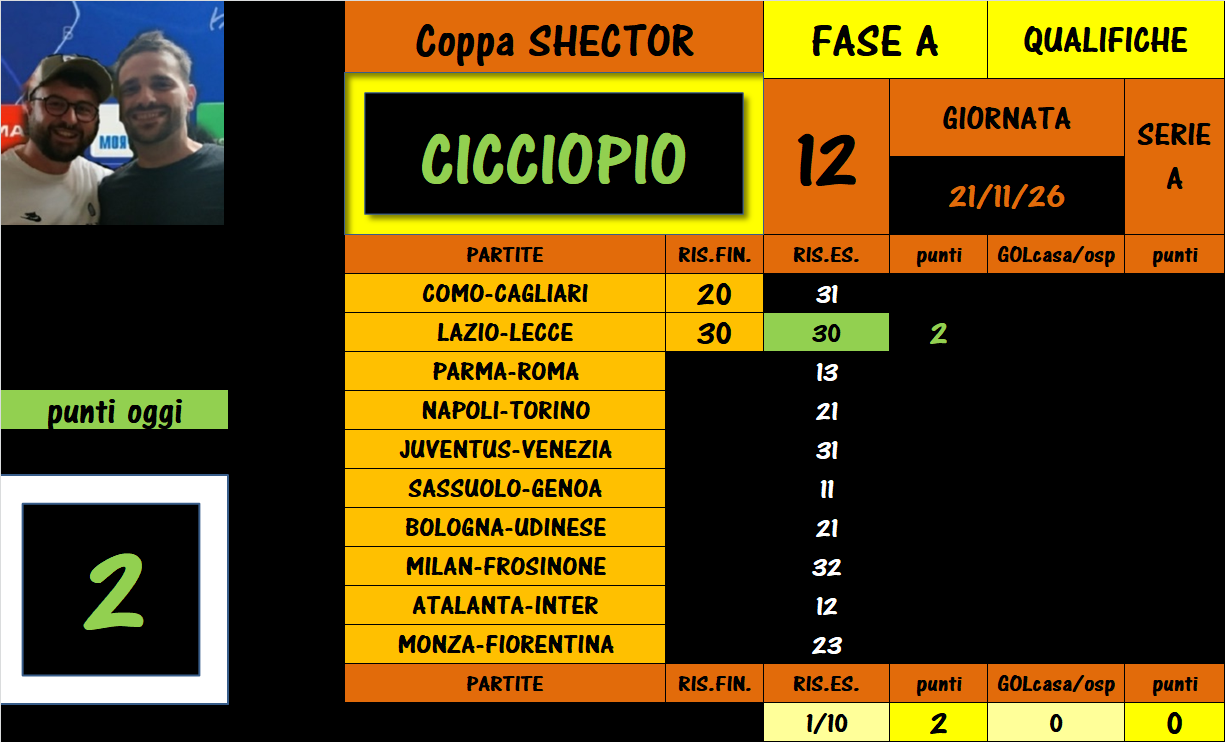 Coppa SHECTOR FASE A QUALIFICHE
CICCIOPIO 12 GIORNATA SERIE A
21/11/26
PARTITE RIS.FIN. RIS.ES. punti GOLcasa/osp punti
COMO-CAGLIARI 20 31
LAZIO-LECCE 30 30 2
PARMA-ROMA 13
NAPOLI-TORINO 21
JUVENTUS-VENEZIA 31
SASSUOLO-GENOA 11
BOLOGNA-UDINESE 21
MILAN-FROSINONE 32
ATALANTA-INTER 12
MONZA-FIORENTINA 23
PARTITE RIS.FIN. RIS.ES. punti GOLcasa/osp punti
1/10 2 0 0
punti oggi
2